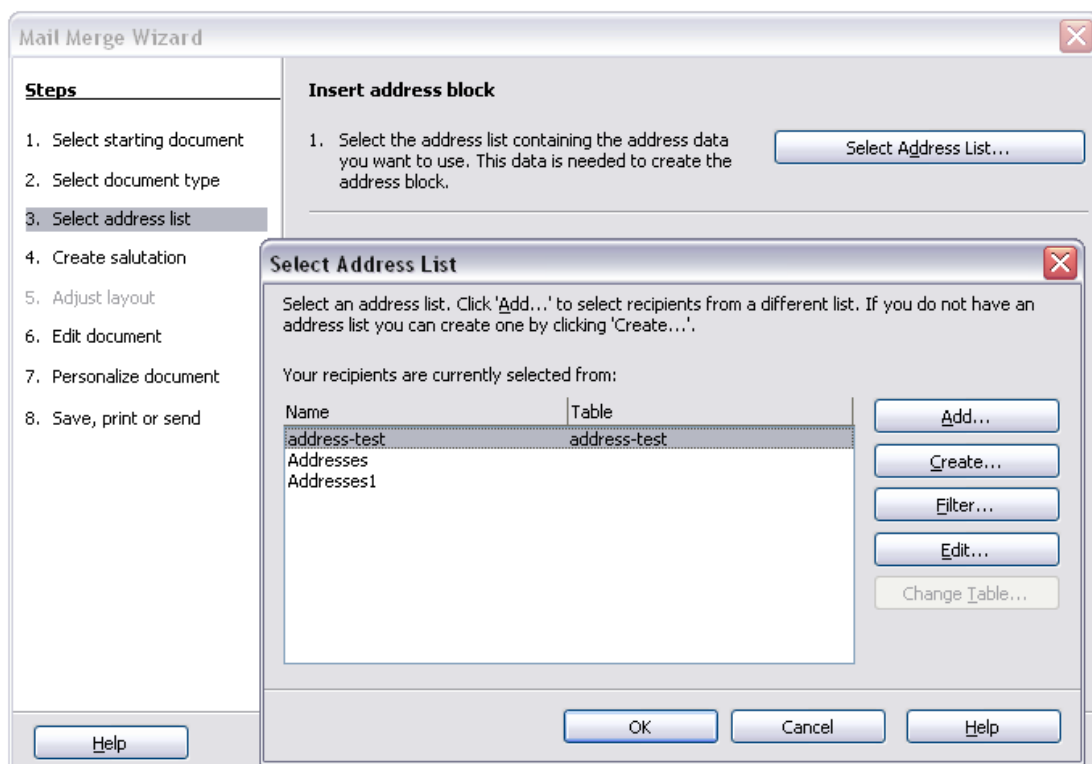 Mail Merge Wizard
Steps
1. Select starting document
2. Select document type
3. Select address list
4. Create salutation
5. Adjust layout
6. Edit document
7. Personalize document
8. Save, print or send
Help
Insert address block
1. Select the address list containing the address data
you want to use. This data is needed to create the
address block.
Select Address List...
Select Address List
Select an address list. Click 'Add...' to select recipients from a different list. If you do not have an
address list you can create one by clicking 'Create...'.
Your recipients are currently selected from:
Name Table
address-test address-test
Addresses
Addresses1
Add...
Create...
Filter...
Edit...
Change Table...
OK Cancel Help